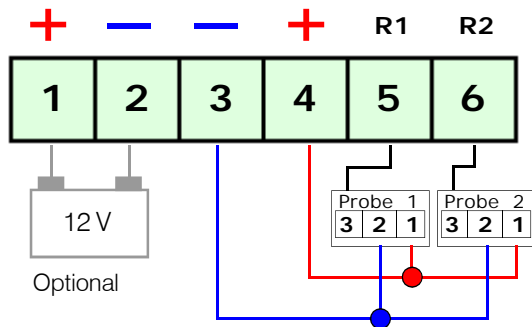 + − − + R1 R2
1 2 3 4 5 6
Probe 1 Probe 2
3 2 1 3 2 1
12 V
Optional